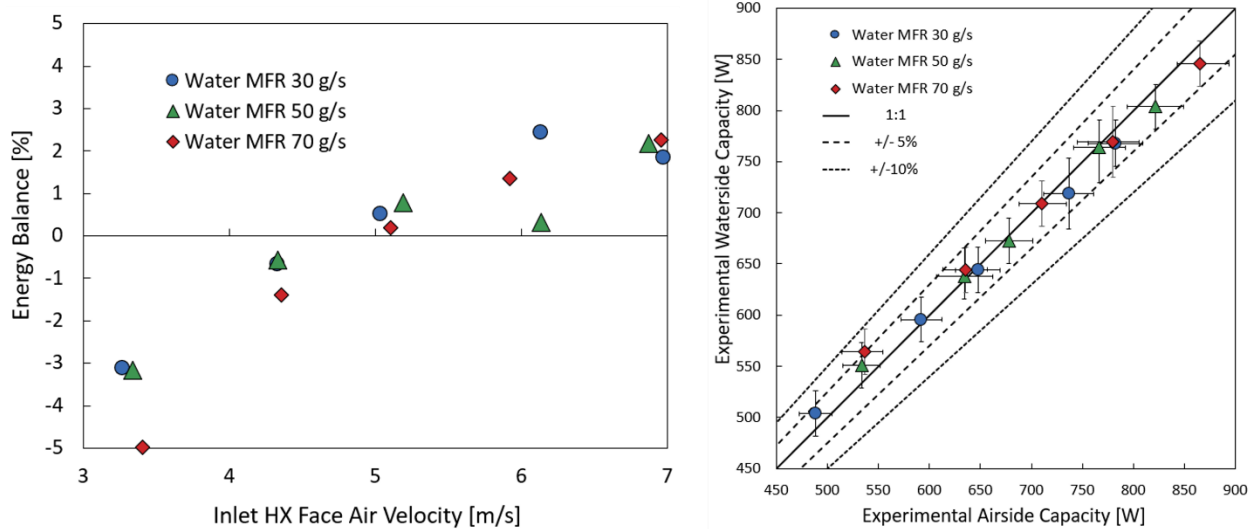 5
4
3
2
1
0
-1
-2
-3
-4
-5
Energy Balance [%]
Water MFR 30 g/s
Water MFR 50 g/s
Water MFR 70 g/s
3 4 5 6 7
Inlet HX Face Air Velocity [m/s]
900
850
800
750
700
650
600
550
500
450
Experimental Waterside Capacity [W]
Water MFR 30 g/s
Water MFR 50 g/s
Water MFR 70 g/s
1:1
+/- 5%
+/-10%
450 500 550 600 650 700 750 800 850 900
Experimental Airside Capacity [W]